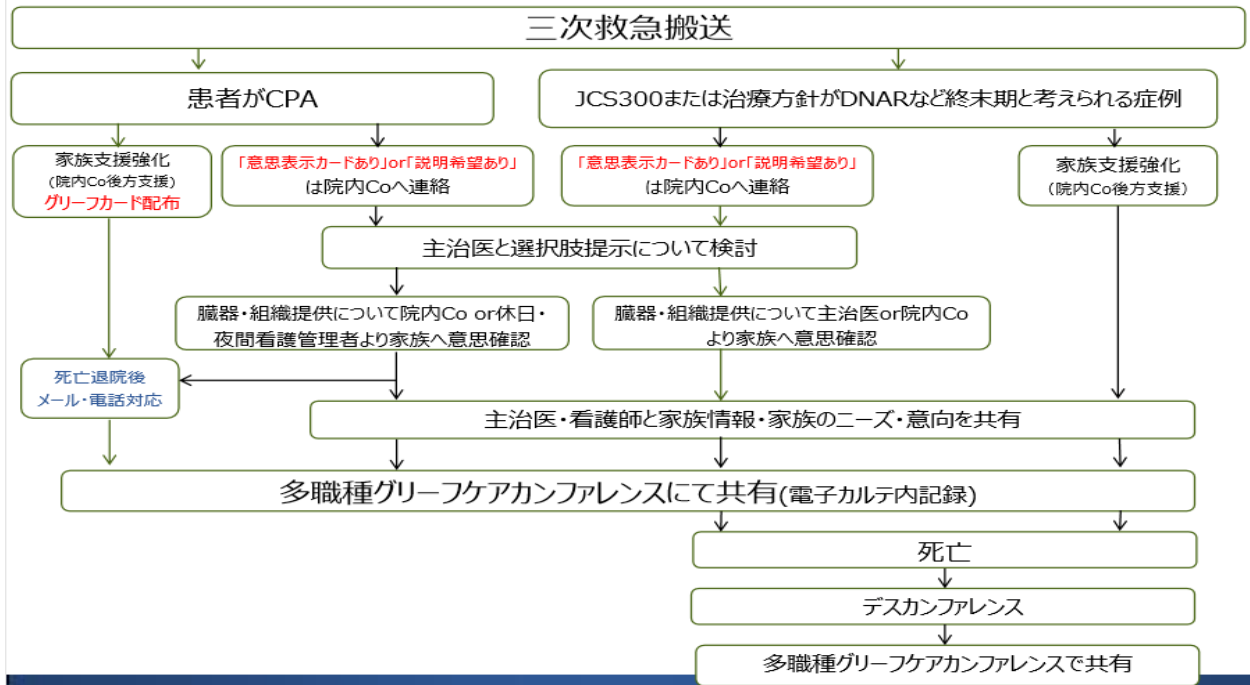 三次救急搬送
患者がCPA
JCS300または治療方針がDNARなど終末期と考えられる症例
家族支援強化
(院内Co後方支援)
グリーフカード配布
「意思表示カードあり」or「説明希望あり」
は院内Coへ連絡
「意思表示カードあり」or「説明希望あり」
は院内Coへ連絡
家族支援強化
(院内Co後方支援)
主治医と選択肢提示について検討
臓器・組織提供について院内Co or休日・
夜間看護管理者より家族へ意思確認
臓器・組織提供について主治医or院内Co
より家族へ意思確認
死亡退院後
メール・電話対応
主治医・看護師と家族情報・家族のニーズ・意向を共有
多職種グリーフケアカンファレンスにて共有(電子カルテ内記録)
死亡
デスカンファレンス
多職種グリーフケアカンファレンスで共有